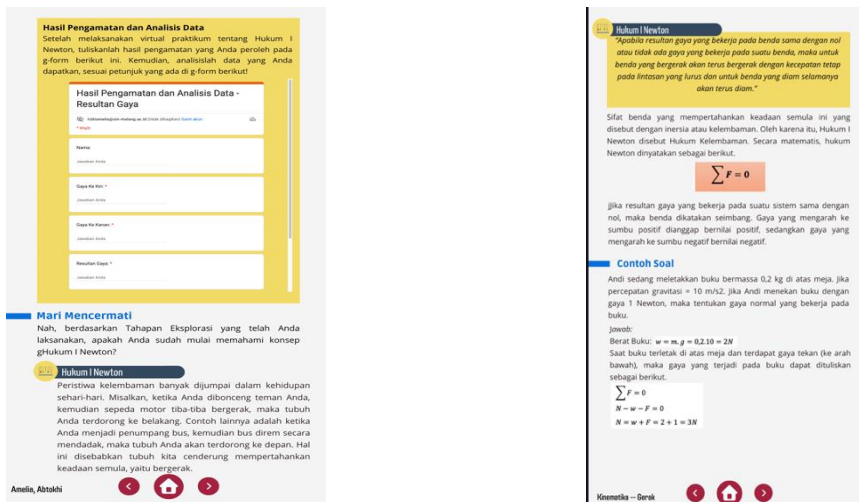 Hasil Pengamatan dan Analisis Data
Setelah melaksanakan virtual praktikum tentang Hukum I
Newton, tuliskanlah hasil pengamatan yang Anda peroleh pada
g-form berikut ini. Kemudian, analisislah data yang Anda
dapatkan, sesuai petunjuk yang ada di g-form berikut!
Hasil Pengamatan dan Analisis Data -
Resultan Gaya
* Wajib
Nama
Jawaban Anda
Gaya Ke Kiri *
Jawaban Anda
Gaya Ke Kanan *
Jawaban Anda
Resultan Gaya *
Jawaban Anda
Mari Mencermati
Nah, berdasarkan Tahapan Eksplorasi yang telah Anda
laksanakan, apakah Anda sudah mulai memahami konsep
gHukum I Newton?
Hukum I Newton
Peristiwa kelembaman banyak dijumpai dalam kehidupan
sehari-hari. Misalkan, ketika Anda dibonceng teman Anda,
kemudian sepeda motor tiba-tiba bergerak, maka tubuh
Anda terdorong ke belakang. Contoh lainnya adalah ketika
Anda menjadi penumpang bus, kemudian bus direm secara
mendadak, maka tubuh Anda akan terdorong ke depan. Hal
ini disebabkan tubuh kita cenderung mempertahankan
keadaan semula, yaitu bergerak.
Amelia, Abtokhi
Hukum I Newton
"Apabila resultan gaya yang bekerja pada benda sama dengan nol
atau tidak ada gaya yang bekerja pada suatu benda, maka untuk
benda yang bergerak akan terus bergerak dengan kecepatan tetap
pada lintasan yang lurus dan untuk benda yang diam selamanya
akan terus diam."
Sifat benda yang mempertahankan keadaan semula ini yang
disebut dengan inersia atau kelembaman. Oleh karena itu, Hukum I
Newton disebut Hukum Kelembaman. Secara matematis, hukum
Newton dinyatakan sebagai berikut.
∑ F = 0
jJika resultan gaya yang bekerja pada suatu sistem sama dengan
nol, maka benda dikatakan seimbang. Gaya yang mengarah ke
sumbu positif dianggap bernilai positif, sedangkan gaya yang
mengarah ke sumbu negatif bernilai negatif.
Contoh Soal
Andi sedang meletakkan buku bermassa 0,2 kg di atas meja. Jika
percepatan gravitasi = 10 m/s2. Jika Andi menekan buku dengan
gaya 1 Newton, maka tentukan gaya normal yang bekerja pada
buku.
Jawab:
Berat Buku: w = m. g = 0,2.10 = 2N
Saat buku terletak di atas meja dan terdapat gaya tekan (ke arah
bawah), maka gaya yang terjadi pada buku dapat dituliskan
sebagai berikut.
∑ F = 0
N − w − F = 0
N = w + F = 2 + 1 = 3N
Kinematika -- Gerak